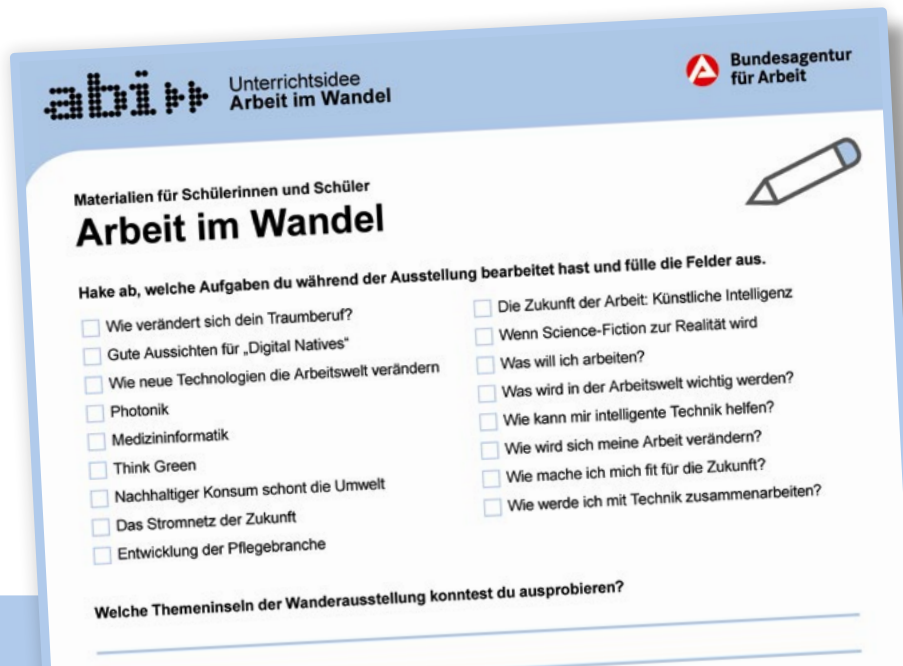 abi
Unterrichtsidee
Arbeit im Wandel
Bundesagentur
für Arbeit
Materialien für Schülerinnen und Schüler
Arbeit im Wandel
Hake ab, welche Aufgaben du während der Ausstellung bearbeitet hast und fülle die Felder aus.
Wie verändert sich dein Traumberuf?
Gute Aussichten für „Digital Natives“
Wie neue Technologien die Arbeitswelt verändern
Photonik
Medizininformatik
Think Green
Nachhaltiger Konsum schont die Umwelt
Das Stromnetz der Zukunft
Entwicklung der Pflegebranche
Die Zukunft der Arbeit: Künstliche Intelligenz
Wenn Science-Fiction zur Realität wird
Was will ich arbeiten?
Was wird in der Arbeitswelt wichtig werden?
Wie kann mir intelligente Technik helfen?
Wie wird sich meine Arbeit verändern?
Wie mache ich mich fit für die Zukunft?
Wie werde ich mit Technik zusammenarbeiten?
Welche Themeninseln der Wanderausstellung konntest du ausprobieren?